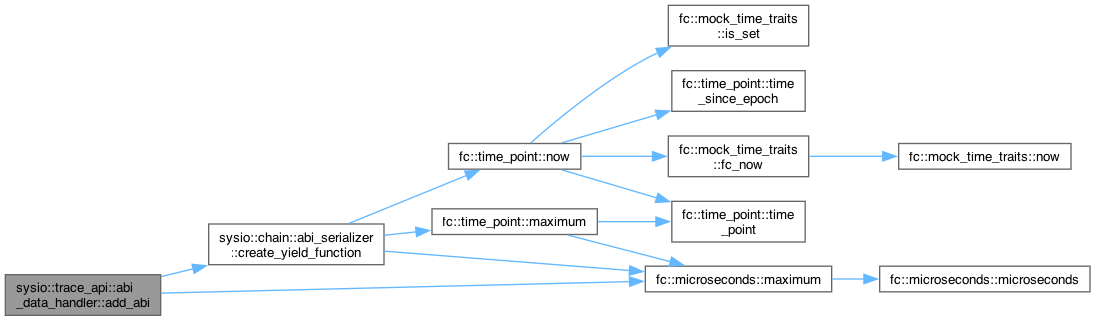 fc::mock_time_traits
::is_set
fc::time_point::time
_since_epoch
fc::time_point::now
fc::mock_time_traits
::fc_now
fc::mock_time_traits::now
fc::time_point::maximum
fc::time_point::time
_point
sysio::chain::abi_serializer
::create_yield_function
sysio::trace_api::abi
_data_handler::add_abi
fc::microseconds::maximum
fc::microseconds::microseconds